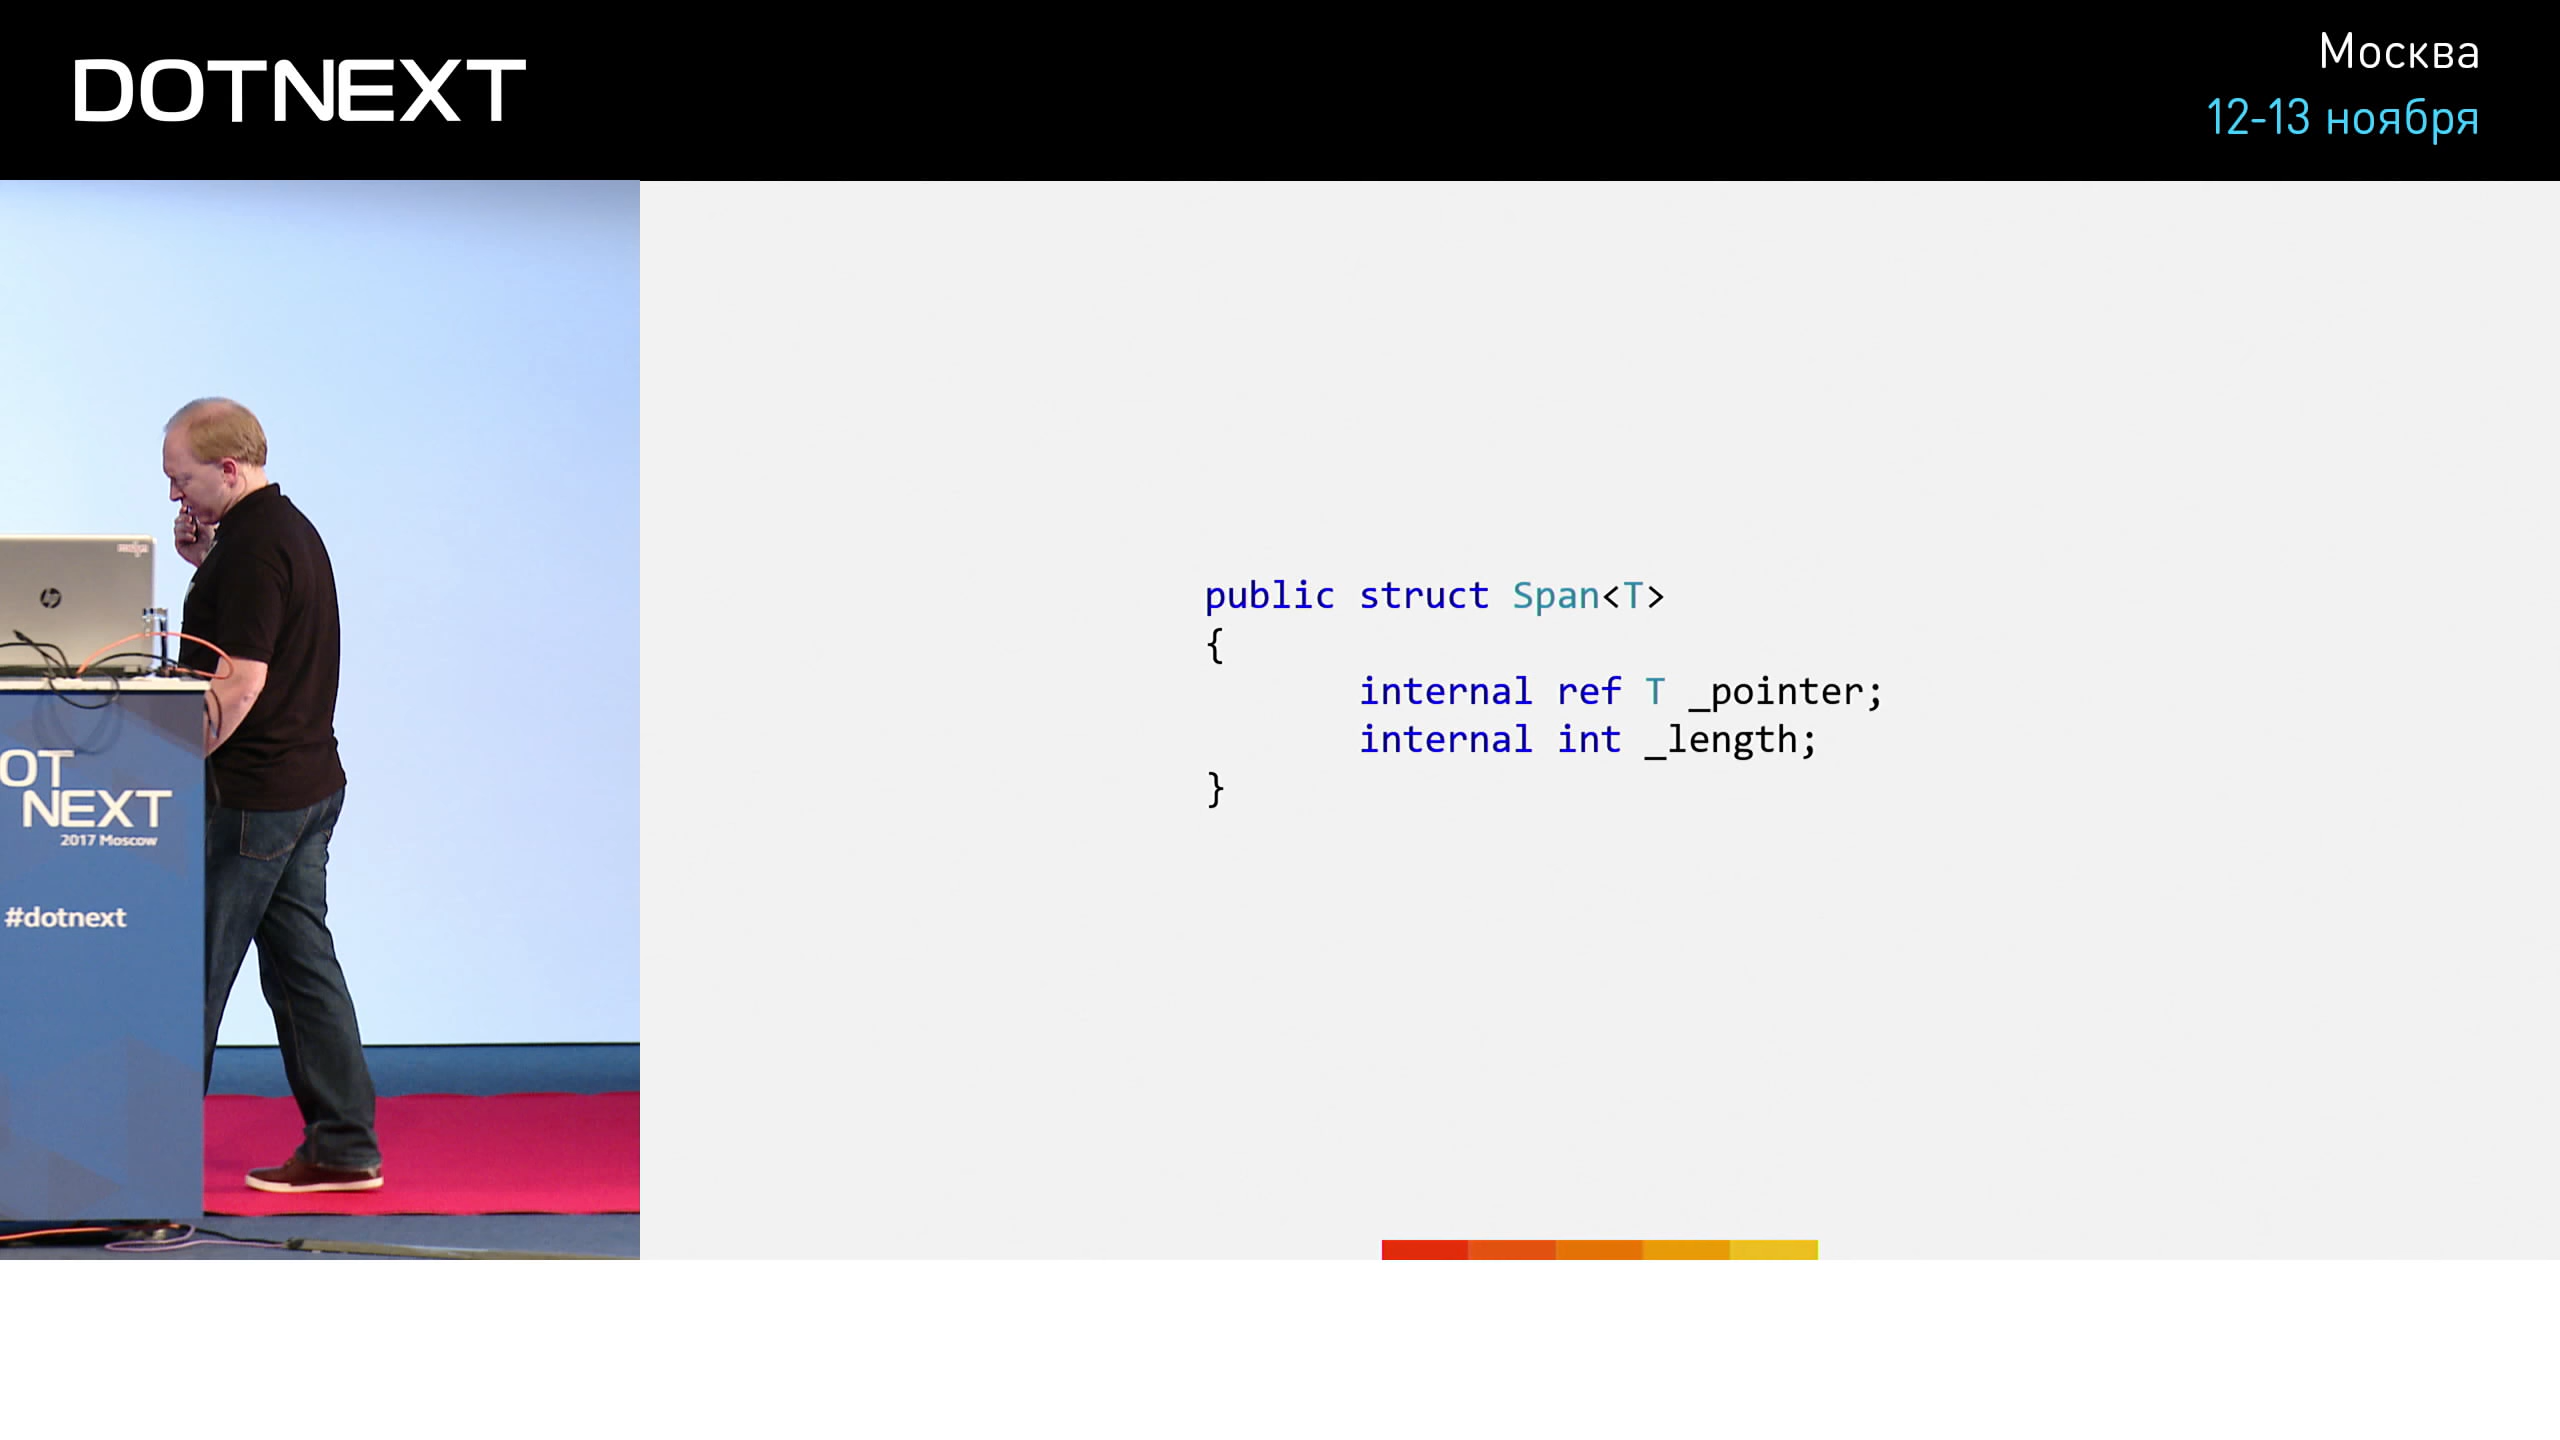 DOTNEXT
Москва
12-13 ноября
public struct Span<T>
{
internal ref T _pointer;
internal int _length;
}
hp
OT
NEXT
2017 Moscow
#dotnext